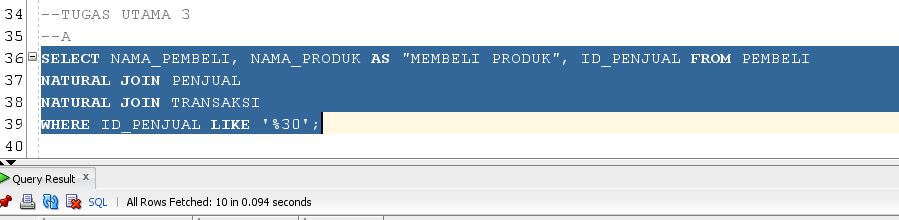 34 --TUGAS UTAMA 3
35 --A
36 SELECT NAMA_PEMBELI, NAMA_PRODUK AS "MEMBELI PRODUK", ID_PENJUAL FROM PEMBELI
37 NATURAL JOIN PENJUAL
38 NATURAL JOIN TRANSAKSI
39 WHERE ID_PENJUAL LIKE '%30';
40
Query Result x
SQL | All Rows Fetched: 10 in 0.094 seconds